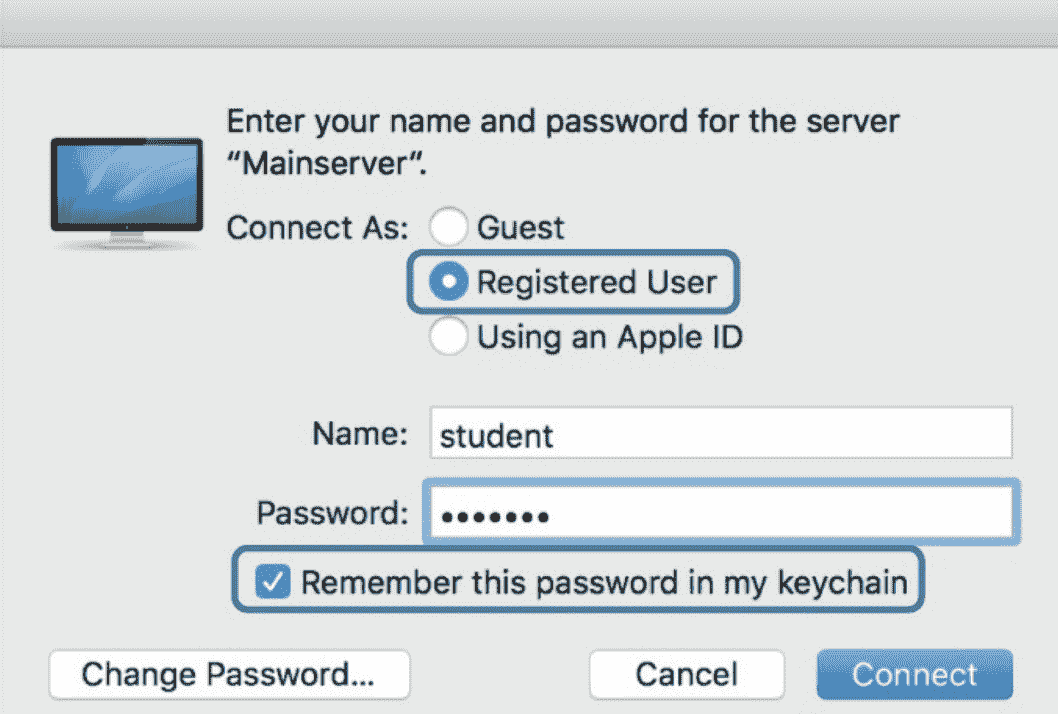 Enter your name and password for the server
“Mainserver“.
Connect As: Guest
Registered User
Using an Apple ID
Name: student
Password: •••••••
Remember this password in my keychain
Change Password... Cancel Connect